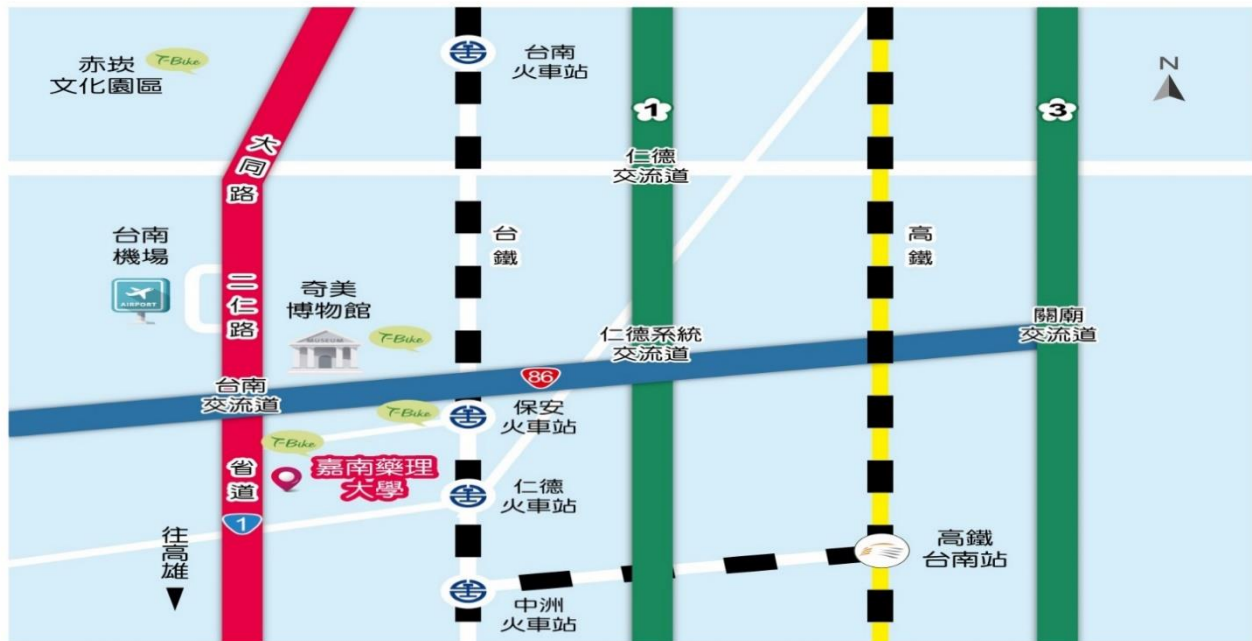 赤崁
文化園區
T-Bike
台南
火車站
1
3
N
大同路
仁德
交流道
台南
機場
AIRPORT
二仁路
奇美
博物館
MUSEUM
T-Bike
台鐵
高鐵
仁德系統
交流道
關廟
交流道
86
台南
交流道
T-Bike
保安
火車站
T-Bike
省道
1
嘉南藥理
大學
仁德
火車站
往高雄
高鐵
台南站
中洲
火車站